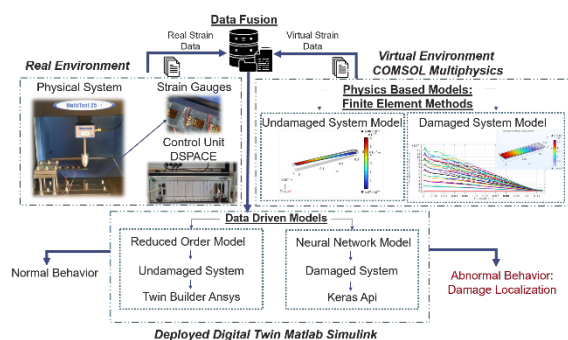 Data Fusion
Real Strain
Data
Virtual Strain
Data
Real Environment
Virtual Environment
COMSOL Multiphysics
Physical System
Strain Gauges
Control Unit
DSPACE
Physics Based Models:
Finite Element Methods
Undamaged System Model
Damaged System Model
Data Driven Models
Reduced Order Model
Undamaged System
Twin Builder Ansys
Neural Network Model
Damaged System
Keras Api
Normal Behavior
Abnormal Behavior:
Damage Localization
Deployed Digital Twin Matlab Simulink